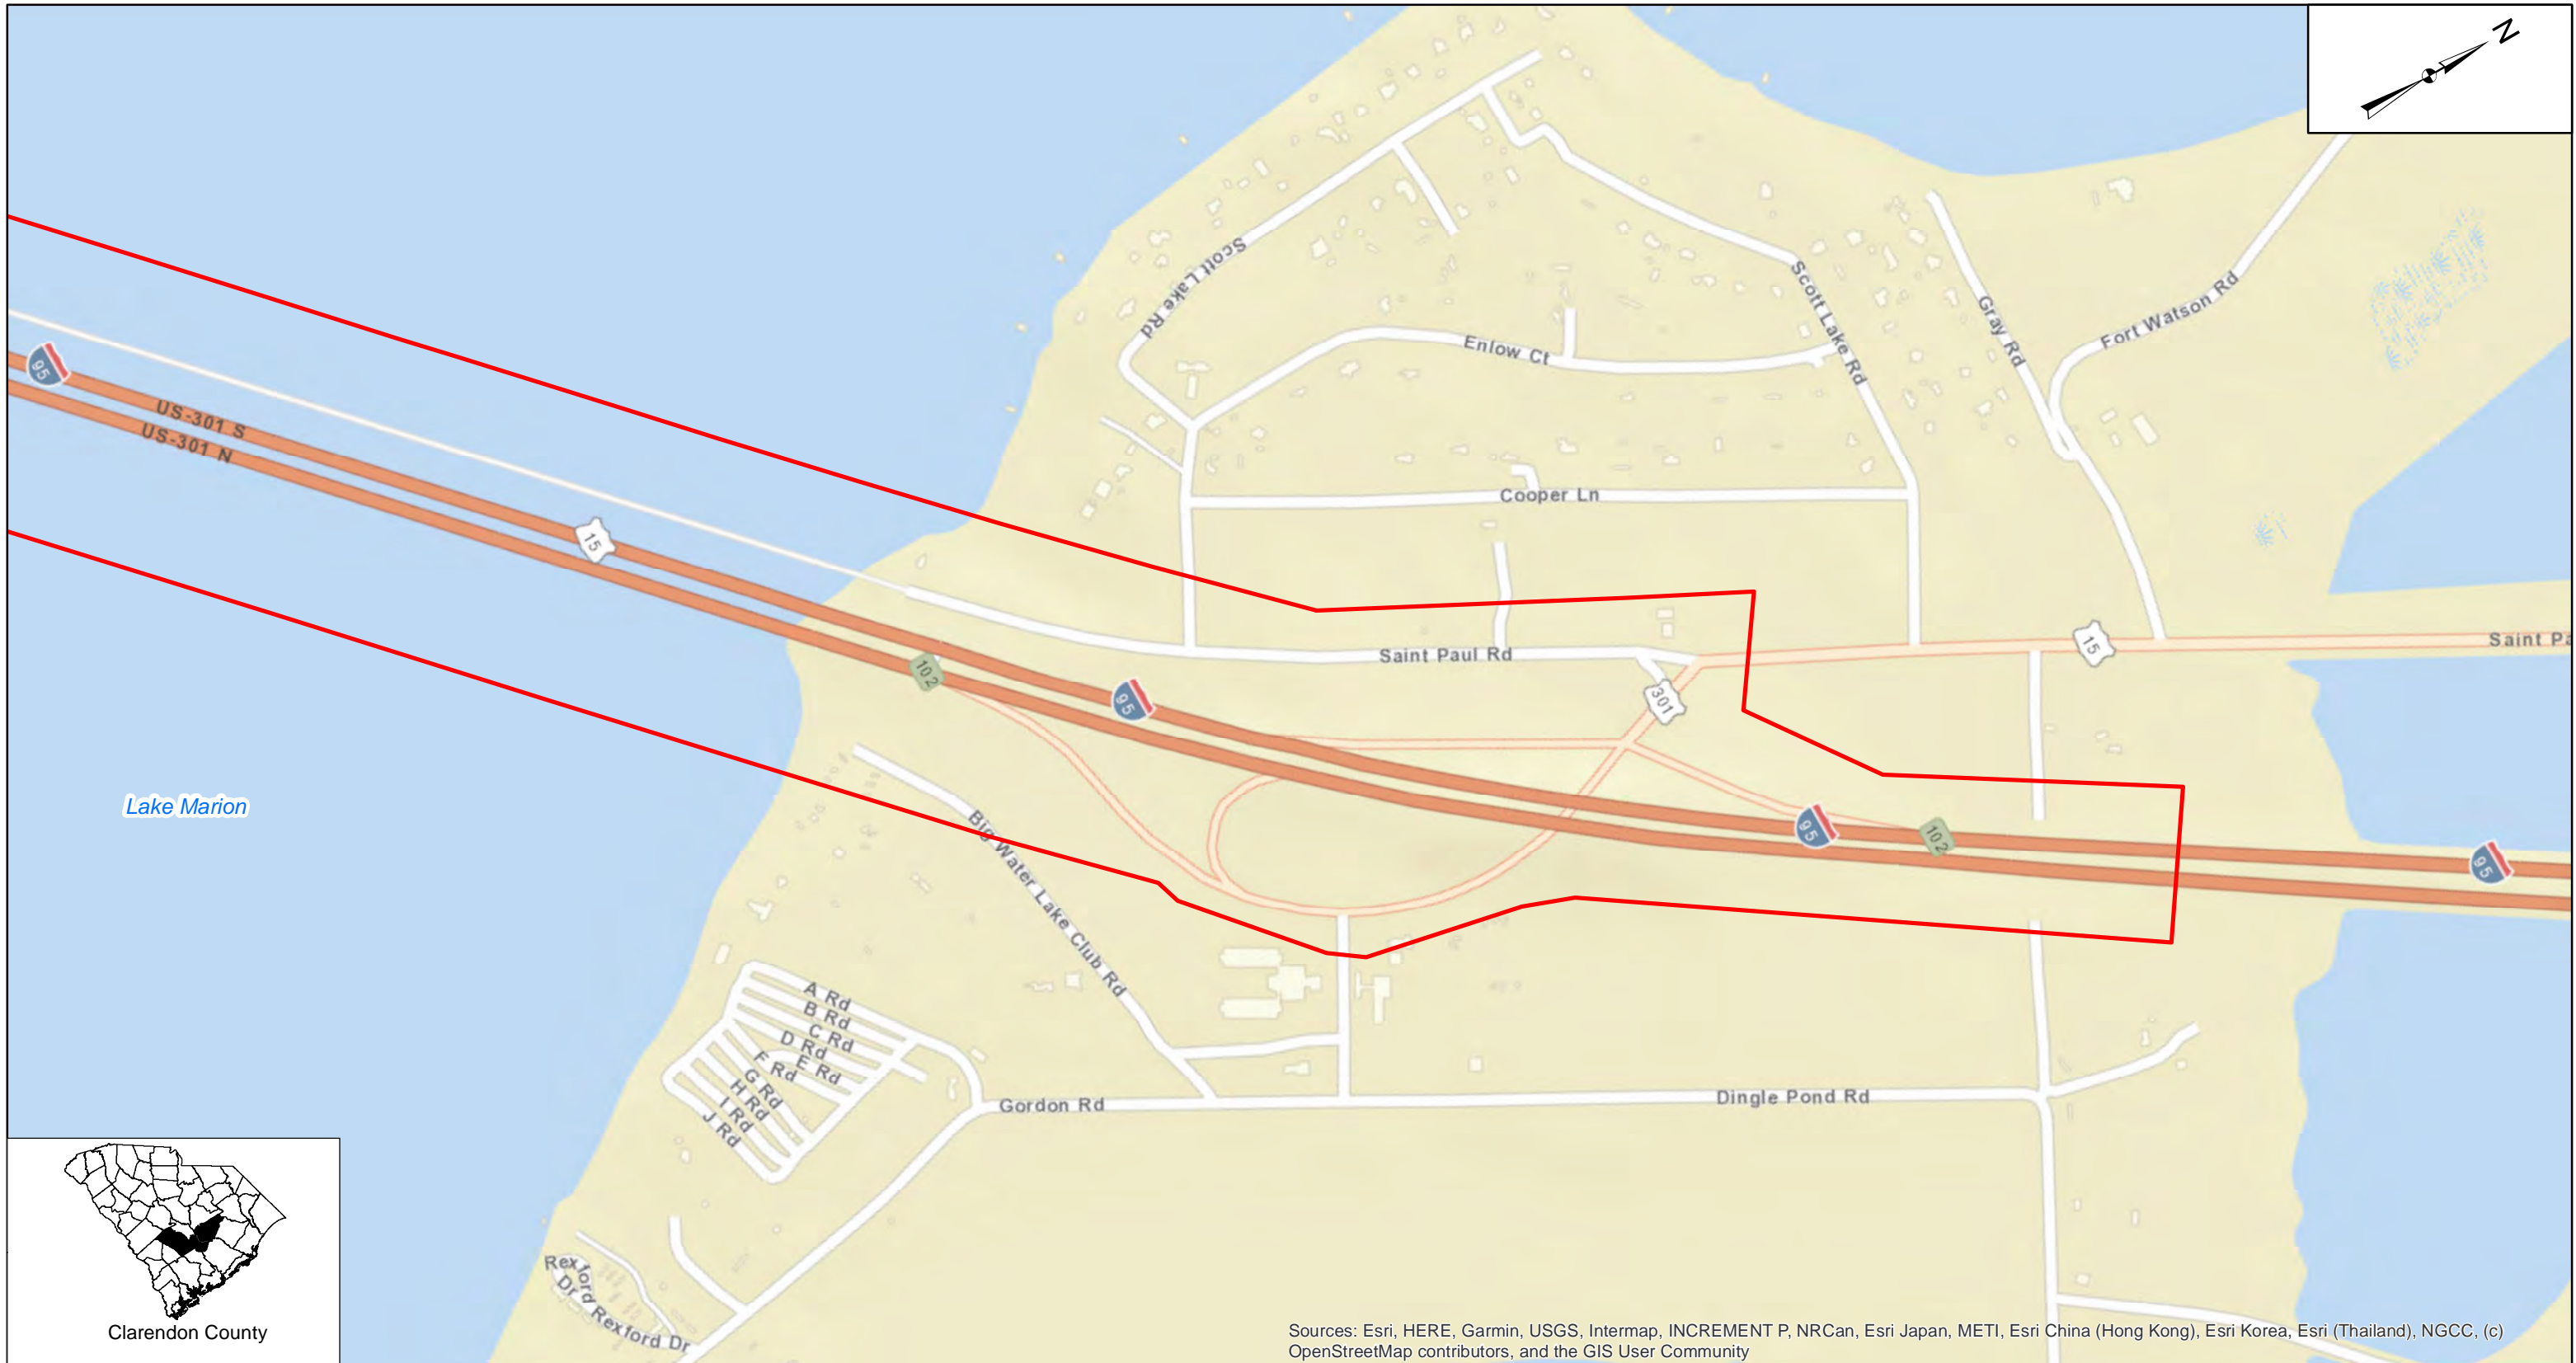 N
Scott Lake Rd
Scott Lake Rd
Gray Rd
Fort Watson Rd
Enlow Ct
95
US-301 S
US-301 N
15
Cooper Ln
Saint Paul Rd
15
Saint Pa
102
95
301
Lake Marion
Big Water Lake Club Rd
95
102
95
A Rd
B Rd
C Rd
D Rd
E Rd
F Rd
G Rd
H Rd
I Rd
J Rd
Gordon Rd
Dingle Pond Rd
Rexford Dr
Rexford Dr
Clarendon County
Sources: Esri, HERE, Garmin, USGS, Intermap, INCREMENT P, NRCan, Esri Japan, METI, Esri China (Hong Kong), Esri Korea, Esri (Thailand), NGCC, (c)
OpenStreetMap contributors, and the GIS User Community